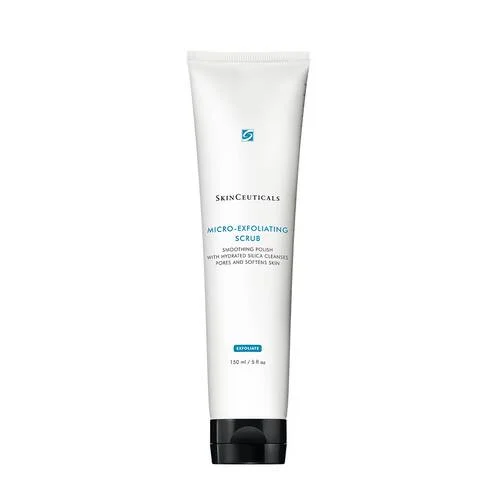 SKINCEUTICALS
MICRO-EXFOLIATING
SCRUB
SMOOTHING POLISH
WITH HYDRATED SILICA CLEANSES
PORES AND SOFTENS SKIN
EXFOLIATE
150 ml / 5 fl oz